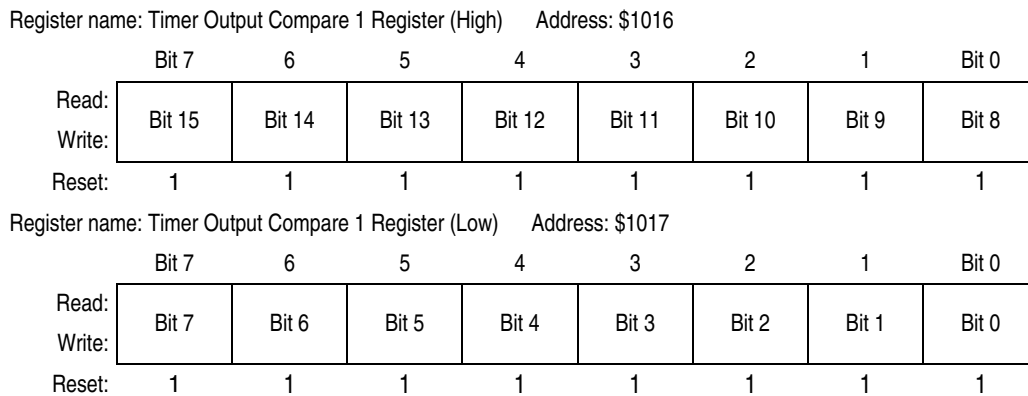 Register name: Timer Output Compare 1 Register (High) Address: $1016
Bit 7 6 5 4 3 2 1 Bit 0
Read:
Bit 15 Bit 14 Bit 13 Bit 12 Bit 11 Bit 10 Bit 9 Bit 8
Write:
Reset: 1 1 1 1 1 1 1 1
Register name: Timer Output Compare 1 Register (Low) Address: $1017
Bit 7 6 5 4 3 2 1 Bit 0
Read:
Bit 7 Bit 6 Bit 5 Bit 4 Bit 3 Bit 2 Bit 1 Bit 0
Write:
Reset: 1 1 1 1 1 1 1 1